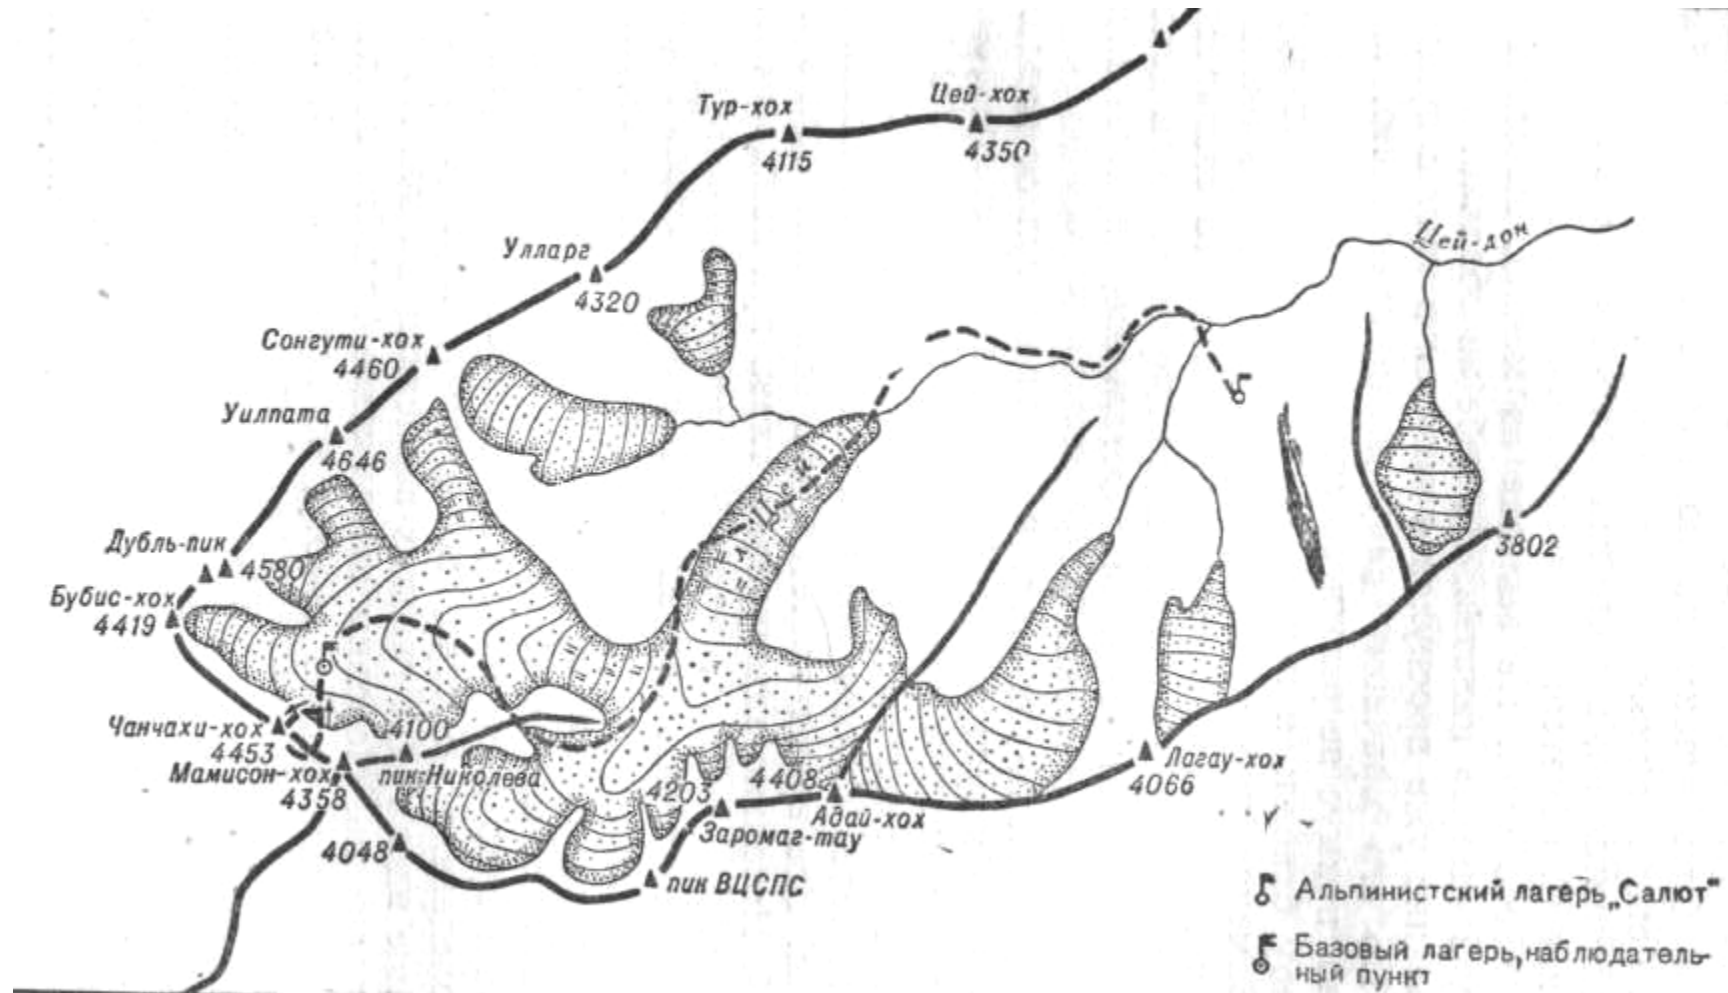 Цей-хох
Тур-хох
4115
4350
Цей-дон
Улларг
4320
Сонгути-хох
4460
Уилпата
4646
Цей
Дубль-пик
4580
Бубис-хох
4419
3802
Чанчахи-хох
4453
4100
Мамисон-хох
4358
пик Николева
4203
4408
Лагау-хох
4066
Адай-хох
Заромаг-тау
4048
пик ВЦСПС
Альпинистский лагерь „Салют“
Базовый лагерь, наблюдатель-
ный пункт